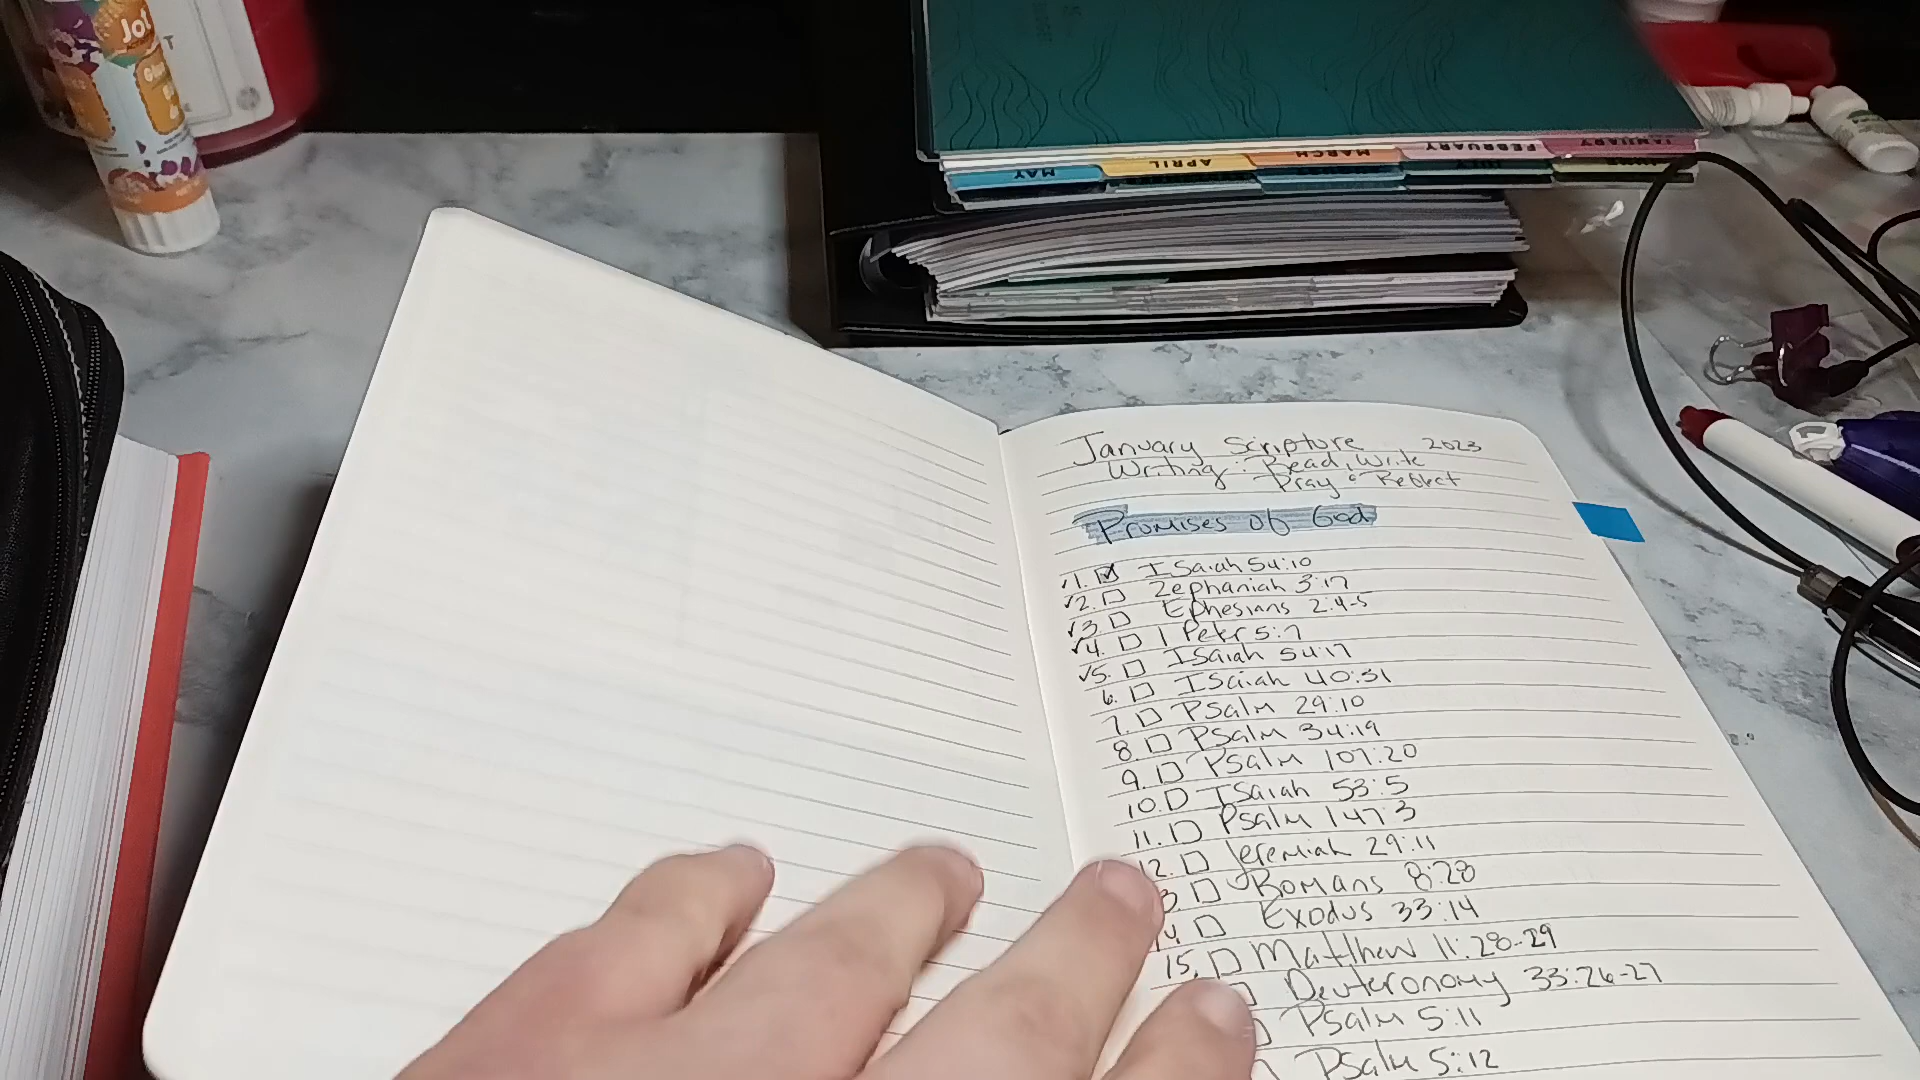 Jot
MAY
APRIL
MARCH
FEBRUARY
JANUARY
January Scripture 2023
Writing: Read, Write
Pray & Reflect
Promises of God
✓1. ☑ Isaiah 54:10
✓2. ☐ Zephaniah 3:17
✓3 ☐ Ephesians 2:4-5
✓4. ☐ 1 Peter 5:7
✓5. ☐ Isaiah 54:17
6. ☐ Isaiah 40:31
7. ☐ Psalm 29:10
8. ☐ Psalm 34:19
9. ☐ Psalm 107:20
10. ☐ Isaiah 53:5
11. ☐ Psalm 147:3
12. ☐ Jeremiah 29:11
3 ☐ Romans 8:28
14 ☐ Exodus 33:14
15. ☐ Matthew 11:28-29
☐ Deuteronomy 33:26-27
☐ Psalm 5:11
☐ Psalm 5:12